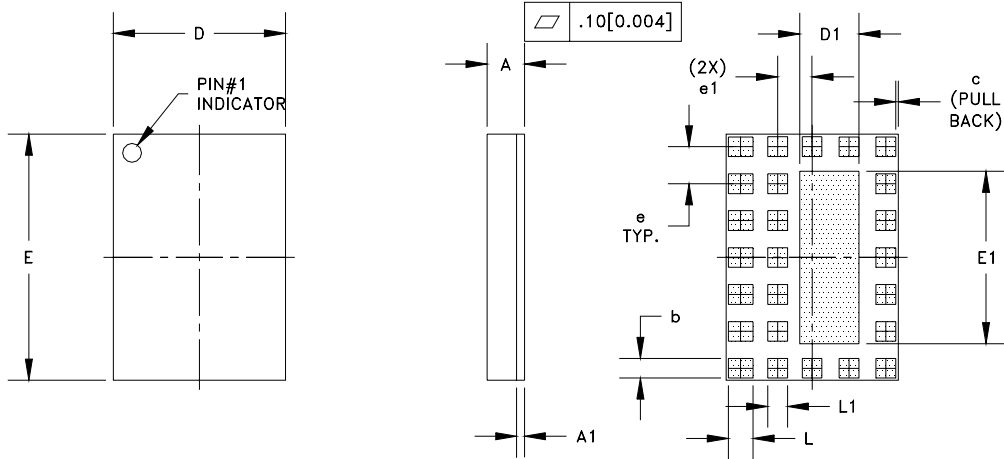 .10[0.004]
D
A
D1
(2X)
e1
c
(PULL
BACK)
PIN#1
INDICATOR
e
TYP.
E
E1
b
L1
A1
L